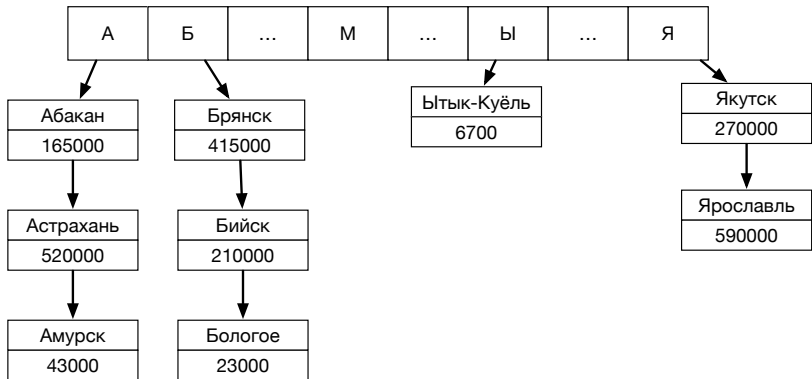 А Б ... М ... Ы ... Я
Абакан
165000
Астрахань
520000
Амурск
43000
Брянск
415000
Бийск
210000
Бологое
23000
Ытык-Куёль
6700
Якутск
270000
Ярославль
590000